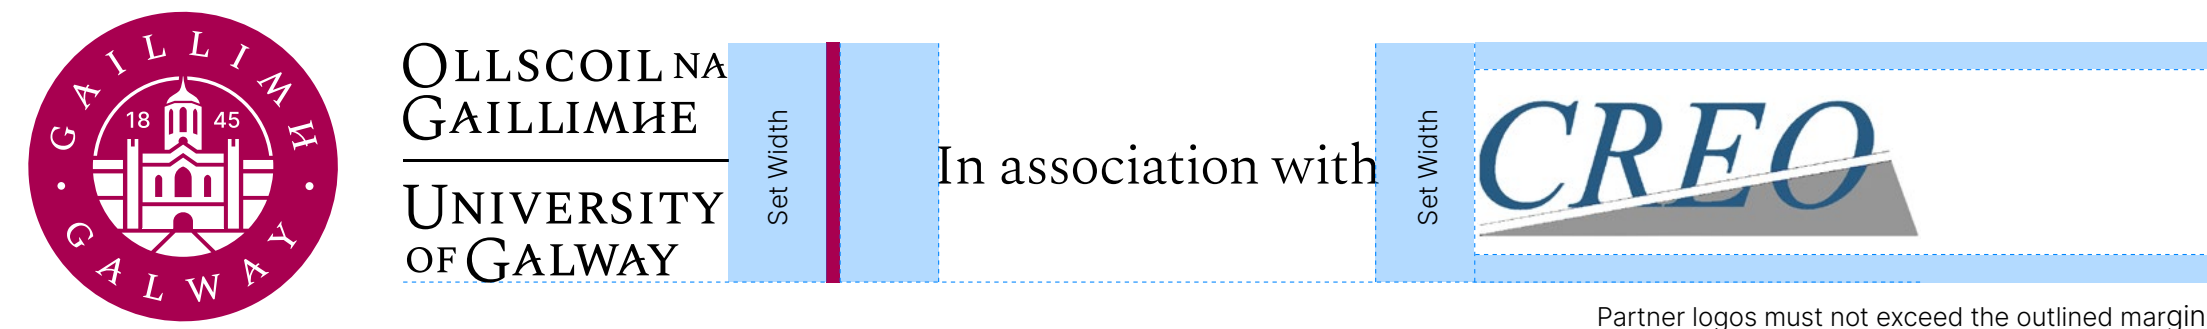 GAILLIMH
18 45
GALWAY
OLLSCOIL NA
GAILLIMHE
UNIVERSITY
OF GALWAY
Set Width
In association with
Set Width
CREO
Partner logos must not exceed the outlined margin